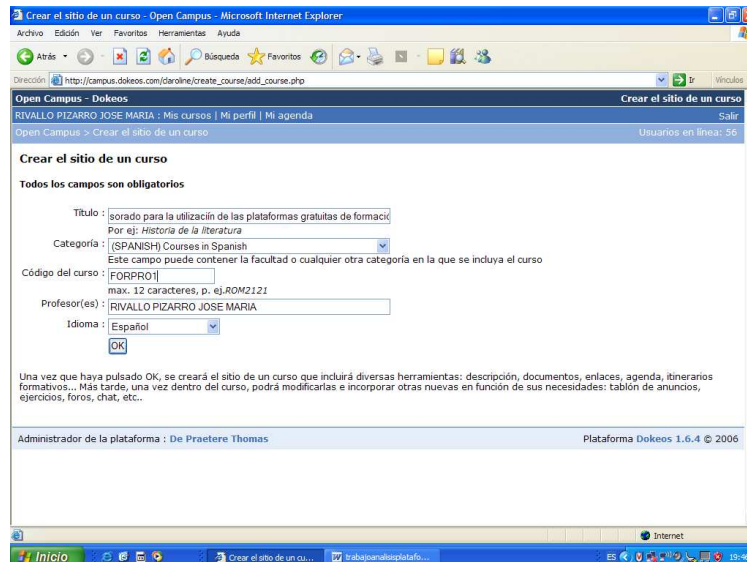 Crear el sitio de un curso - Open Campus - Microsoft Internet Explorer
Archivo Edición Ver Favoritos Herramientas Ayuda
Atrás Búsqueda Favoritos
Dirección http://campus.dokeos.com/claroline/create_course/add_course.php Ir Vínculos
Open Campus - Dokeos Crear el sitio de un curso
RIVALLO PIZARRO JOSE MARIA : Mis cursos | Mi perfil | Mi agenda Salir
Open Campus > Crear el sitio de un curso Usuarios en línea: 56
Crear el sitio de un curso
Todos los campos son obligatorios
Título : sorado para la utilizaciín de las plataformas gratuitas de formació
Por ej: Historia de la literatura
Categoría : (SPANISH) Courses in Spanish
Este campo puede contener la facultad o cualquier otra categoría en la que se incluya el curso
Código del curso : FORPRO1
max. 12 caracteres, p. ej.ROM2121
Profesor(es) : RIVALLO PIZARRO JOSE MARIA
Idioma : Español
OK
Una vez que haya pulsado OK, se creará el sitio de un curso que incluirá diversas herramientas: descripción, documentos, enlaces, agenda, itinerarios
formativos... Más tarde, una vez dentro del curso, podrá modificarlas e incorporar otras nuevas en función de sus necesidades: tablón de anuncios,
ejercicios, foros, chat, etc..
Administrador de la plataforma : De Praetere Thomas Plataforma Dokeos 1.6.4 © 2006
Internet
Inicio Crear el sitio de un cu... trabajoanalisisplatafo... ES 19:46